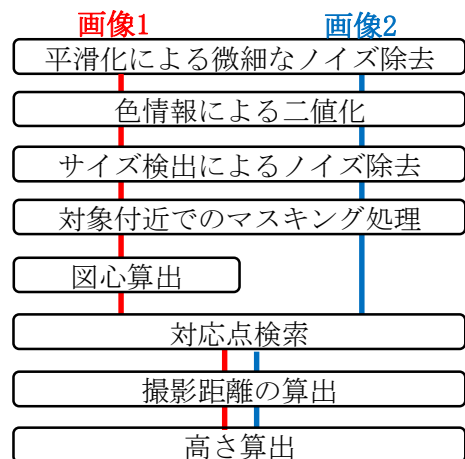 画像1 画像2
平滑化による微細なノイズ除去
色情報による二値化
サイズ検出によるノイズ除去
対象付近でのマスキング処理
図心算出
対応点検索
撮影距離の算出
高さ算出